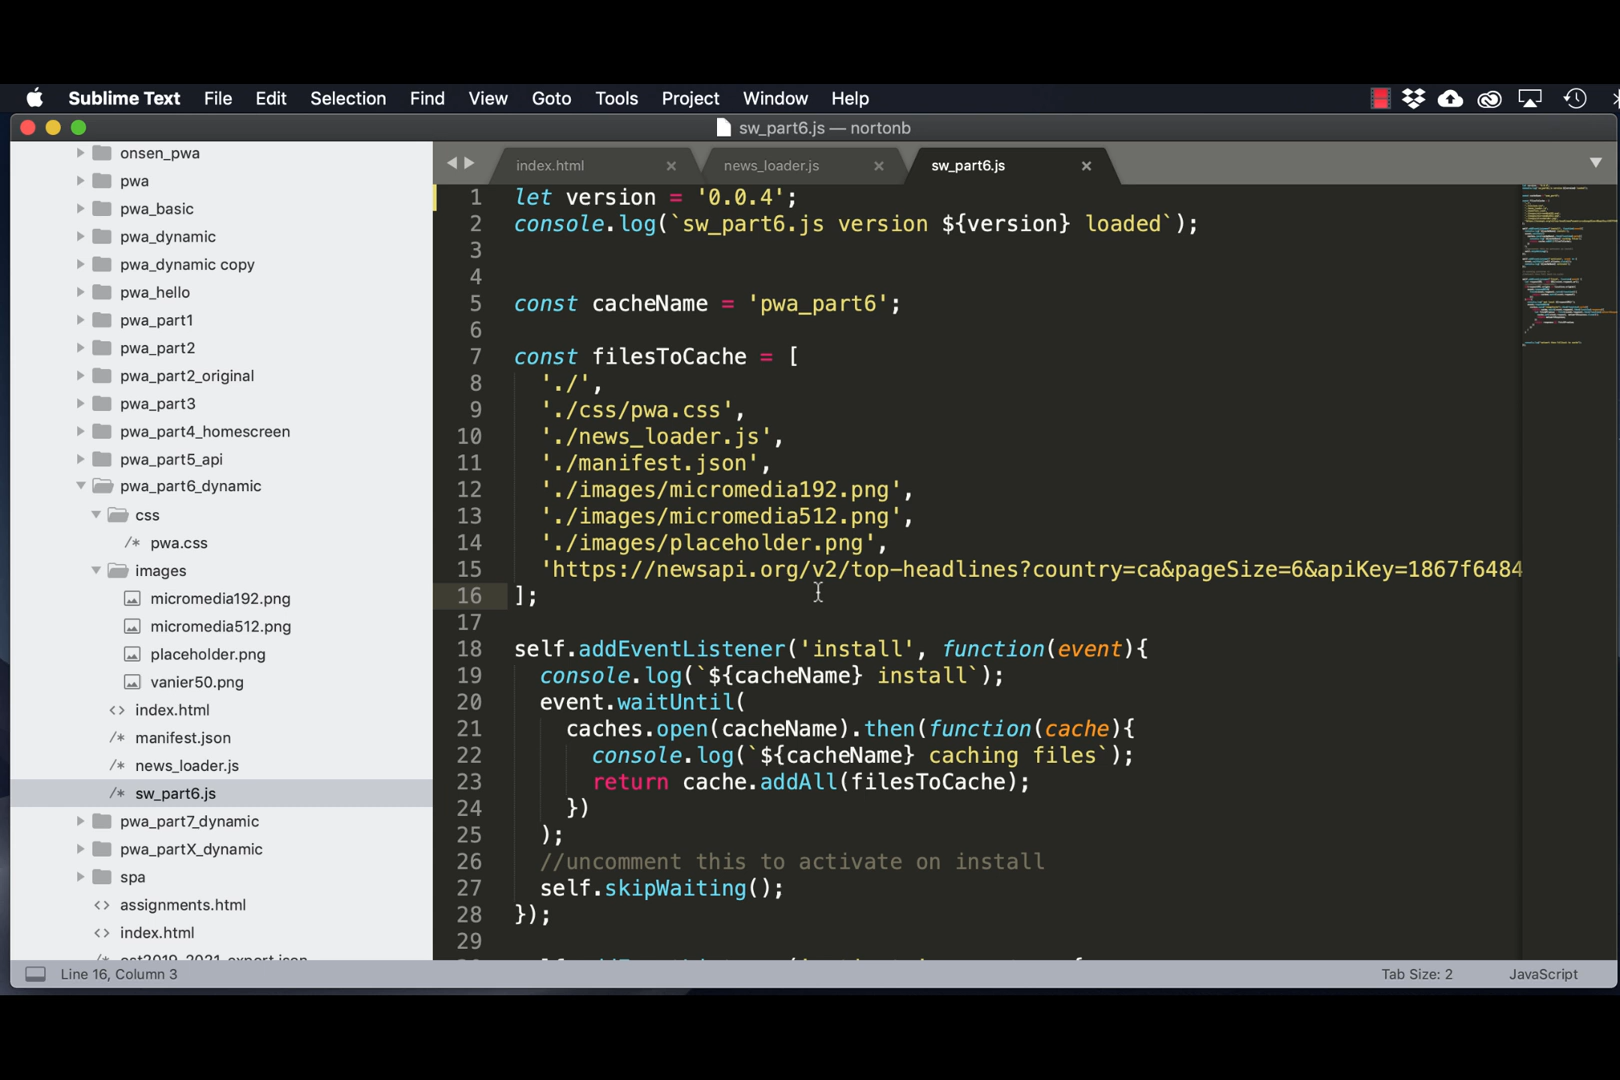 Sublime Text File Edit Selection Find View Goto Tools Project Window Help
sw_part6.js — nortonb
index.html news_loader.js sw_part6.js
onsen_pwa
pwa
pwa_basic
pwa_dynamic
pwa_dynamic copy
pwa_hello
pwa_part1
pwa_part2
pwa_part2_original
pwa_part3
pwa_part4_homescreen
pwa_part5_api
pwa_part6_dynamic
css
/* pwa.css
images
micromedia192.png
micromedia512.png
placeholder.png
vanier50.png
<> index.html
/* manifest.json
/* news_loader.js
/* sw_part6.js
pwa_part7_dynamic
pwa_partX_dynamic
spa
<> assignments.html
<> index.html
1 let version = '0.0.4';
2 console.log(`sw_part6.js version ${version} loaded`);
3
4
5 const cacheName = 'pwa_part6';
6
7 const filesToCache = [
8 './',
9 './css/pwa.css',
10 './news_loader.js',
11 './manifest.json',
12 './images/micromedia192.png',
13 './images/micromedia512.png',
14 './images/placeholder.png',
15 'https://newsapi.org/v2/top-headlines?country=ca&pageSize=6&apiKey=1867f6484
16 ];
17
18 self.addEventListener('install', function(event){
19 console.log(`${cacheName} install`);
20 event.waitUntil(
21 caches.open(cacheName).then(function(cache){
22 console.log(`${cacheName} caching files`);
23 return cache.addAll(filesToCache);
24 })
25 );
26 //uncomment this to activate on install
27 self.skipWaiting();
28 });
29
Line 16, Column 3 Tab Size: 2 JavaScript